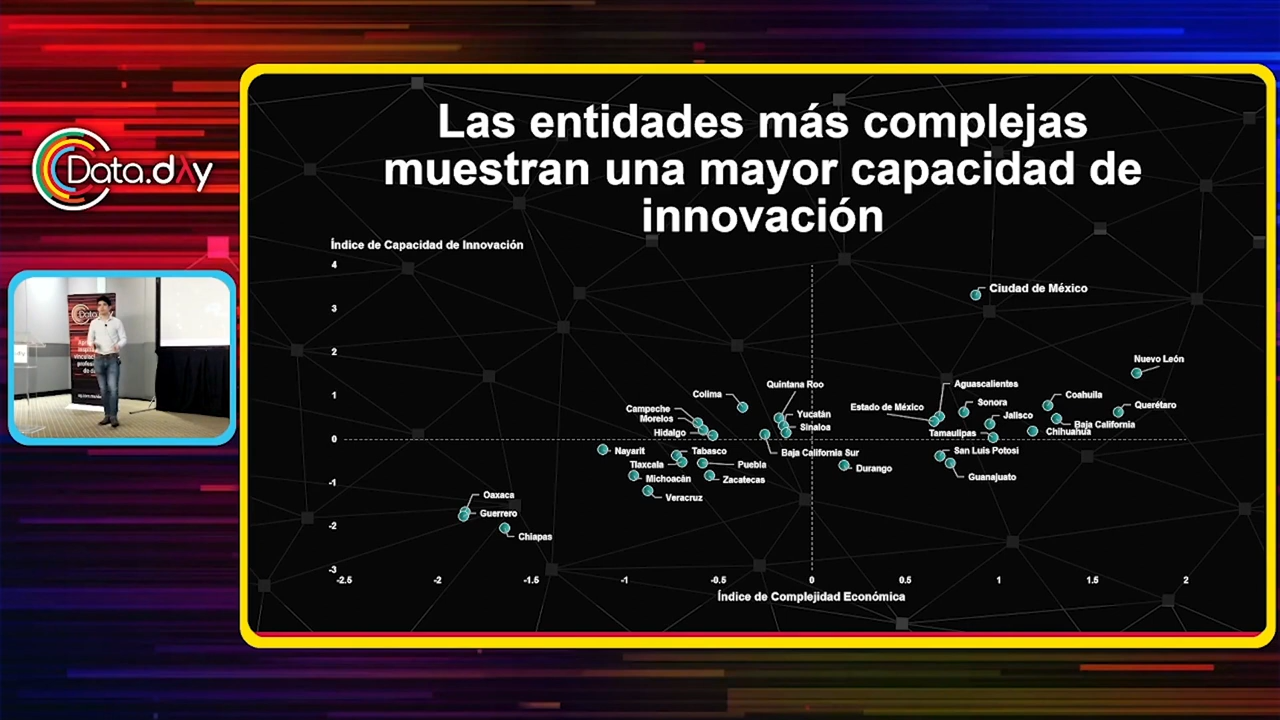 Data.dΛy
Las entidades más complejas
muestran una mayor capacidad de
innovación
Índice de Capacidad de Innovación
4
3
2
1
0
-1
-2
-3
-2.5
-2
-1.5
-1
-0.5
0
0.5
1
1.5
2
Índice de Complejidad Económica
Ciudad de México
Nuevo León
Aguascalientes
Quintana Roo
Colima
Coahuila
Sonora
Querétaro
Estado de México
Campeche
Yucatán
Jalisco
Morelos
Baja California
Sinaloa
Hidalgo
Tamaulipas
Chihuahua
Nayarit
Tabasco
Baja California Sur
San Luis Potosi
Tlaxcala
Puebla
Durango
Michoacán
Zacatecas
Guanajuato
Veracruz
Oaxaca
Guerrero
Chiapas